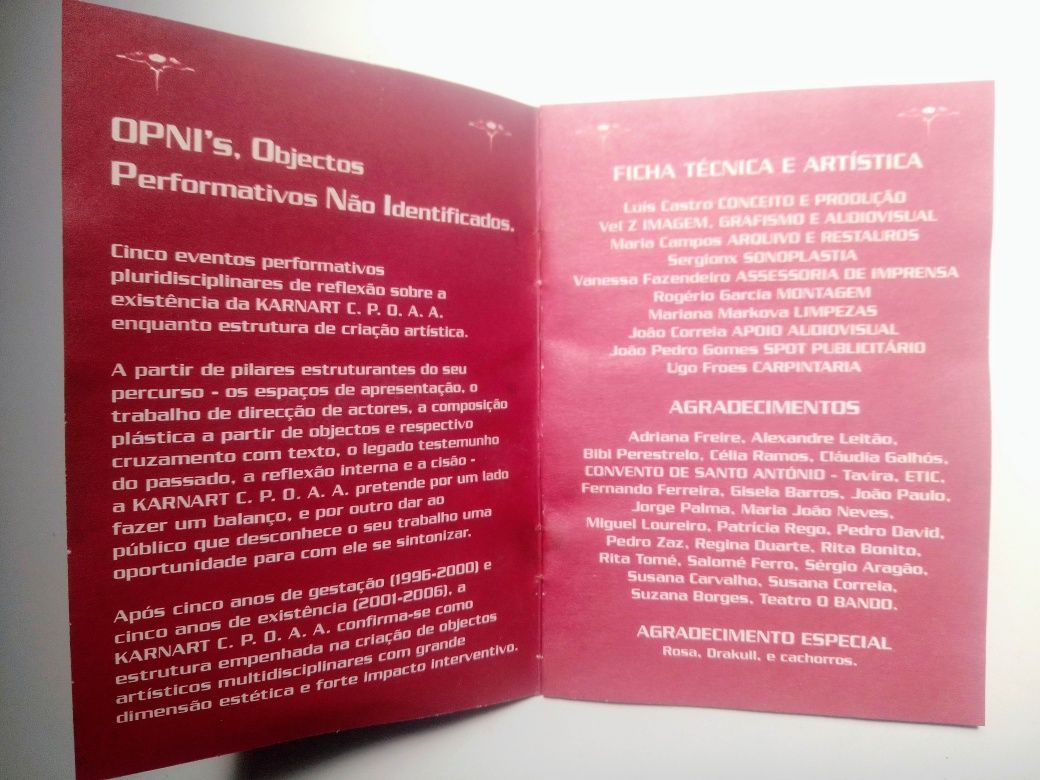 OPNI's, Objectos
Performativos Não Identificados.
Cinco eventos performativos
pluridisciplinares de reflexão sobre a
existência da KARNART C. P. O. A. A.
enquanto estrutura de criação artística.
A partir de pilares estruturantes do seu
percurso - os espaços de apresentação, o
trabalho de direcção de actores, a composição
plástica a partir de objectos e respectivo
cruzamento com texto, o legado testemunho
do passado, a reflexão interna e a cisão -
a KARNART C. P. O. A. A. pretende por um lado
fazer um balanço, e por outro dar ao
público que desconhece o seu trabalho uma
oportunidade para com ele se sintonizar.
Após cinco anos de gestação (1996-2000) e
cinco anos de existência (2001-2006), a
KARNART C. P. O. A. A. confirma-se como
estrutura empenhada na criação de objectos
artísticos multidisciplinares com grande
dimensão estética e forte impacto interventivo.
FICHA TÉCNICA E ARTÍSTICA
Luís Castro CONCEITO E PRODUÇÃO
Vel Z IMAGEM, GRAFISMO E AUDIOVISUAL
Maria Campos ARQUIVO E RESTAUROS
Sergionx SONOPLASTIA
Vanessa Fazendeiro ASSESSORIA DE IMPRENSA
Rogério Garcia MONTAGEM
Mariana Markova LIMPEZAS
João Correia APOIO AUDIOVISUAL
João Pedro Gomes SPOT PUBLICITÁRIO
Ugo Froes CARPINTARIA
AGRADECIMENTOS
Adriana Freire, Alexandre Leitão,
Bibi Perestrelo, Célia Ramos, Cláudia Galhós,
CONVENTO DE SANTO ANTÓNIO - Tavira, ETIC,
Fernando Ferreira, Gisela Barros, João Paulo,
Jorge Palma, Maria João Neves,
Miguel Loureiro, Patrícia Rego, Pedro David,
Pedro Zaz, Regina Duarte, Rita Bonito,
Rita Tomé, Salomé Ferro, Sérgio Aragão,
Susana Carvalho, Susana Correia,
Suzana Borges, Teatro O BANDO.
AGRADECIMENTO ESPECIAL
Rosa, Drakull, e cachorros.